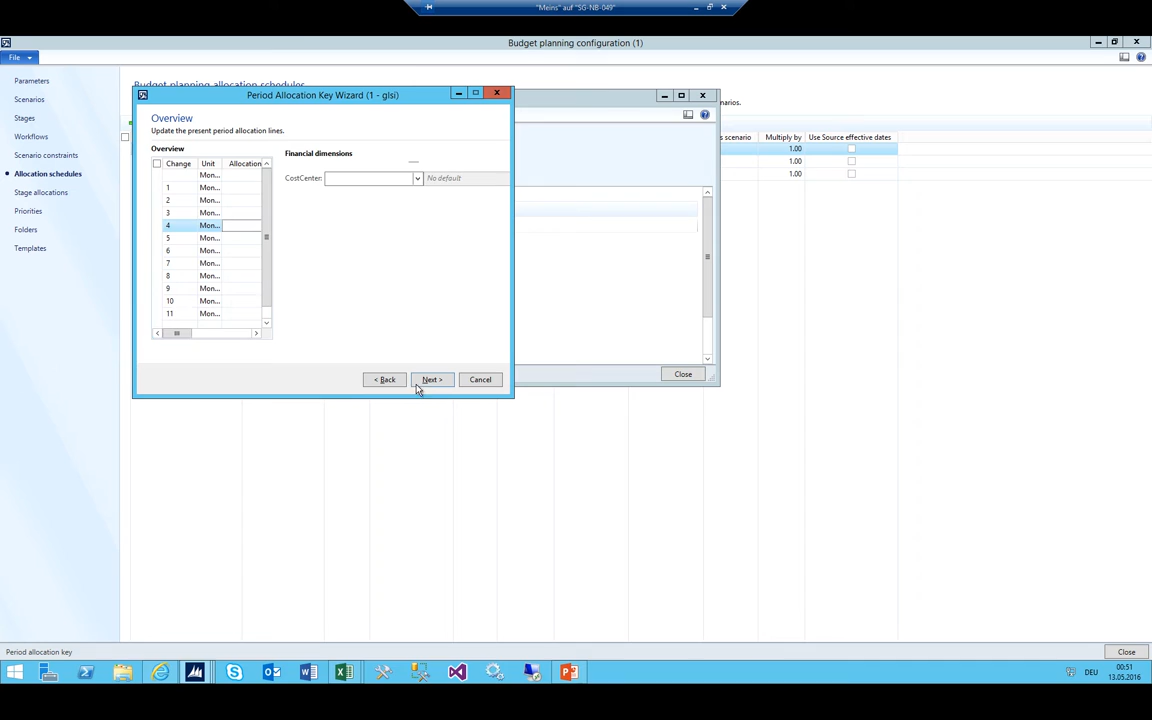 "Meins" auf "SG-NB-049"
Budget planning configuration (1)
File
Parameters
Scenarios
Stages
Workflows
Scenario constraints
Allocation schedules
Stage allocations
Priorities
Folders
Templates
Budget planning allocation schedules
Period Allocation Key Wizard (1 - glsi)
Overview
Update the present period allocation lines.
Overview
Change Unit Allocation
Mon...
1 Mon...
2 Mon...
3 Mon...
4 Mon...
5 Mon...
6 Mon...
7 Mon...
8 Mon...
9 Mon...
10 Mon...
11 Mon...
Financial dimensions
CostCenter: No default
< Back
Next >
Cancel
Close
narios.
s scenario Multiply by Use Source effective dates
1.00
1.00
1.00
Period allocation key
Close
DEU
00:51
13.05.2016